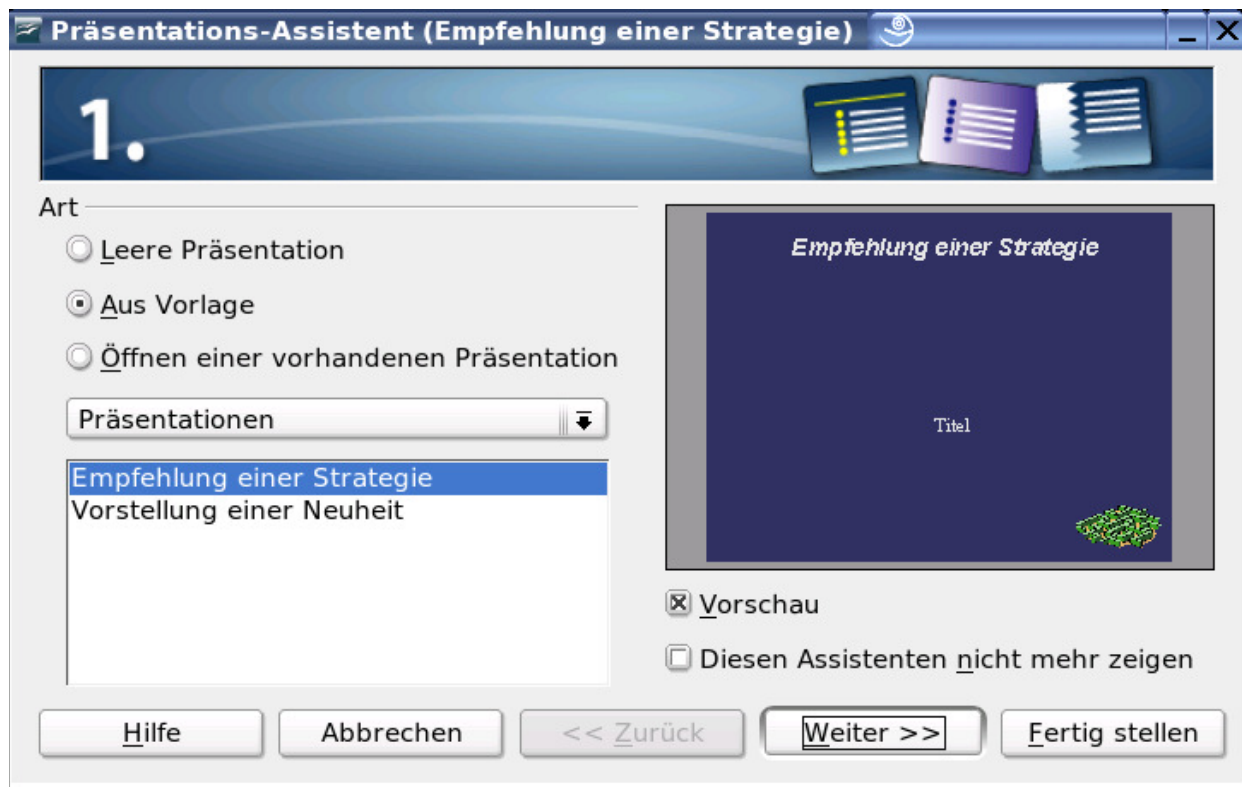 Präsentations-Assistent (Empfehlung einer Strategie)
1.
Art
Leere Präsentation
Aus Vorlage
Öffnen einer vorhandenen Präsentation
Präsentationen
Empfehlung einer Strategie
Vorstellung einer Neuheit
Empfehlung einer Strategie
Titel
Vorschau
Diesen Assistenten nicht mehr zeigen
Hilfe
Abbrechen
<< Zurück
Weiter >>
Fertig stellen